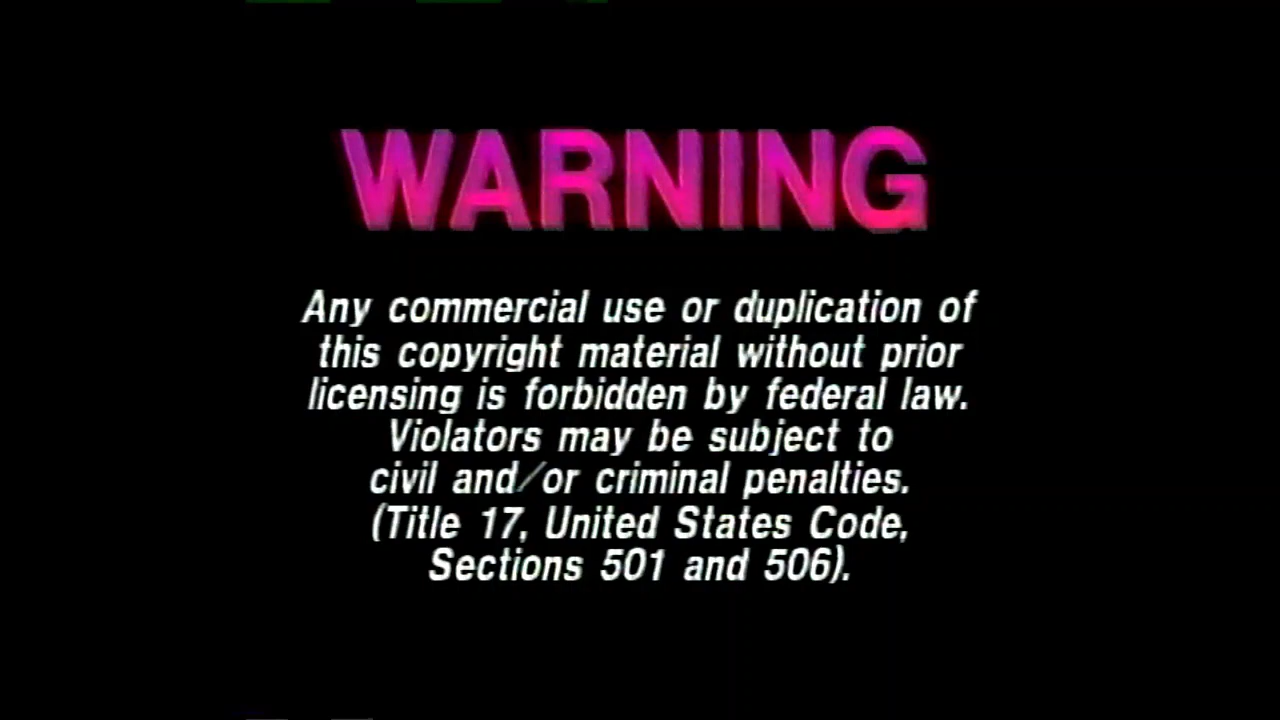 WARNING
Any commercial use or duplication of
this copyright material without prior
licensing is forbidden by federal law.
Violators may be subject to
civil and/or criminal penalties.
(Title 17, United States Code,
Sections 501 and 506).